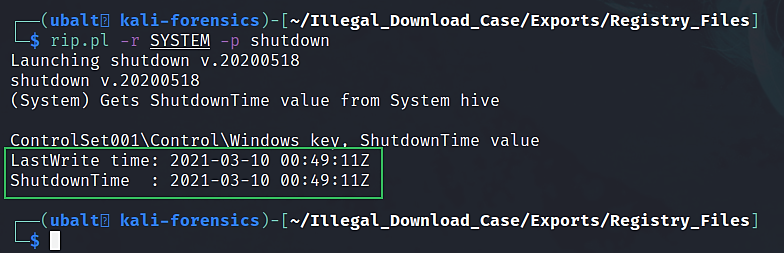 ┌──(ubalt㉿kali-forensics)-[~/Illegal_Download_Case/Exports/Registry_Files]
└─$ rip.pl -r SYSTEM -p shutdown
Launching shutdown v.20200518
shutdown v.20200518
(System) Gets ShutdownTime value from System hive
ControlSet001\Control\Windows key, ShutdownTime value
LastWrite time: 2021-03-10 00:49:11Z
ShutdownTime  : 2021-03-10 00:49:11Z
┌──(ubalt㉿kali-forensics)-[~/Illegal_Download_Case/Exports/Registry_Files]
└─$